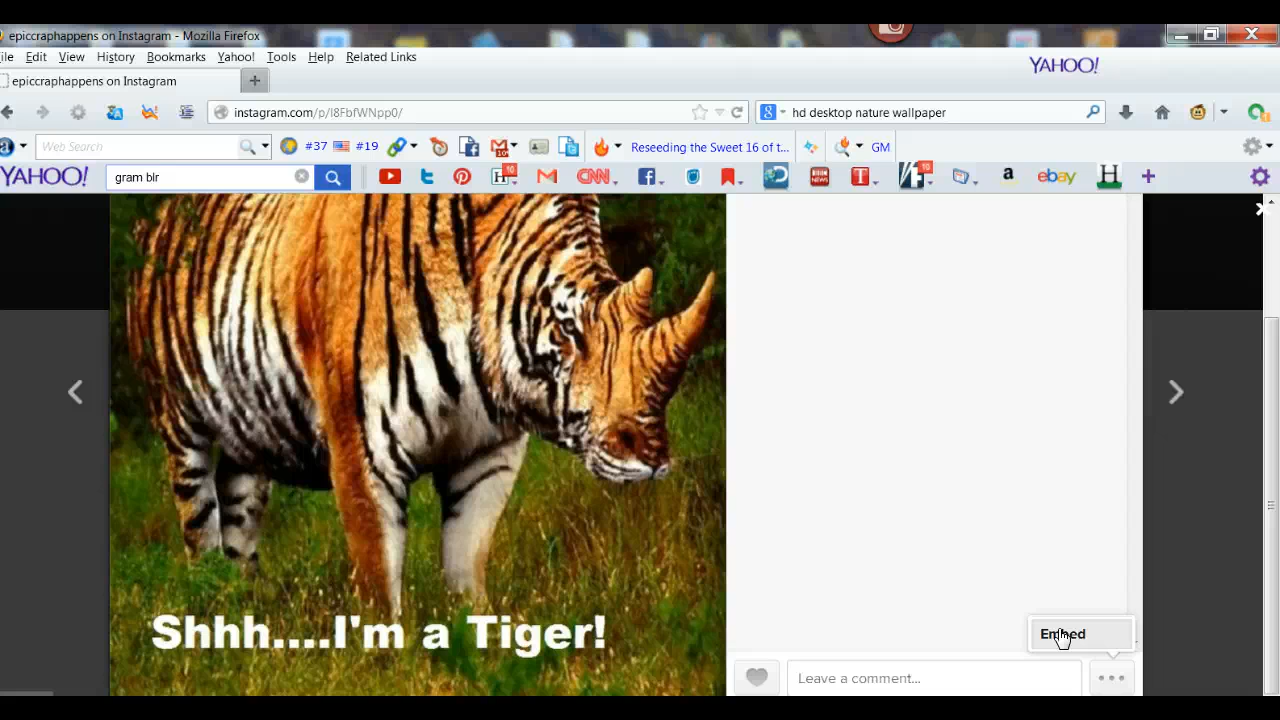 epiccraphappens on Instagram - Mozilla Firefox
ile Edit View History Bookmarks Yahoo! Tools Help Related Links
YAHOO!
epiccraphappens on Instagram
instagram.com/p/l8FbfWNpp0/
hd desktop nature wallpaper
Web Search
#37 #19
Reseeding the Sweet 16 of t...
GM
YAHOO!
gram blr
CNN
ebay
Shhh....I'm a Tiger!
Embed
Leave a comment...